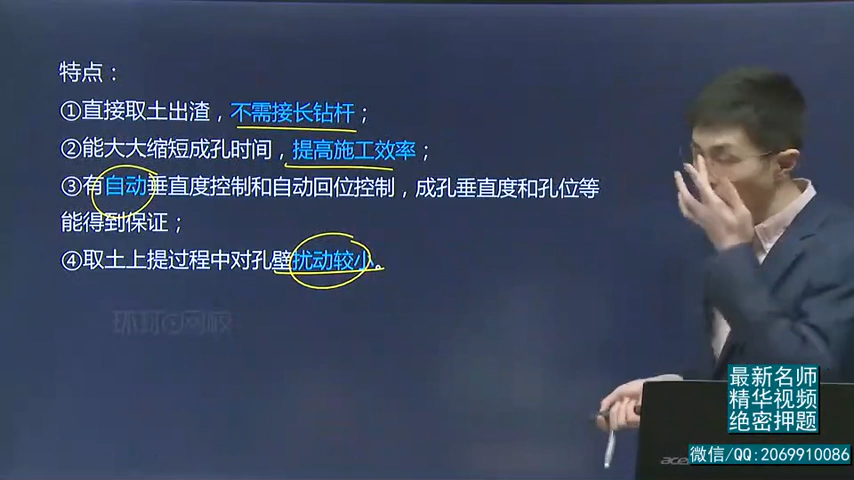 特点：
①直接取土出渣，不需接长钻杆；
②能大大缩短成孔时间，提高施工效率；
③有自动垂直度控制和自动回位控制，成孔垂直度和孔位等
能得到保证；
④取土上提过程中对孔壁扰动较小。
最新名师
精华视频
绝密押题
微信/QQ:2069910086
acer